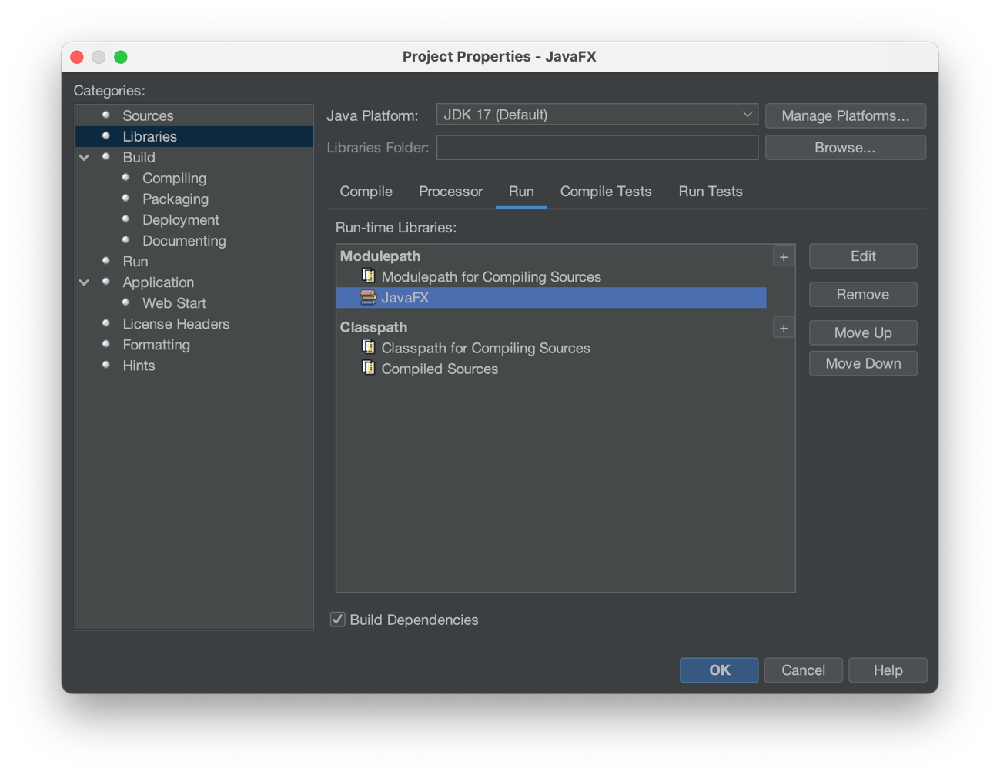 Project Properties - JavaFX
Categories:
Sources
Libraries
Build
Compiling
Packaging
Deployment
Documenting
Run
Application
Web Start
License Headers
Formatting
Hints
Java Platform: JDK 17 (Default) Manage Platforms...
Libraries Folder: Browse...
Compile Processor Run Compile Tests Run Tests
Run-time Libraries:
Modulepath +
Modulepath for Compiling Sources
JavaFX
Classpath +
Classpath for Compiling Sources
Compiled Sources
Edit
Remove
Move Up
Move Down
Build Dependencies
OK Cancel Help